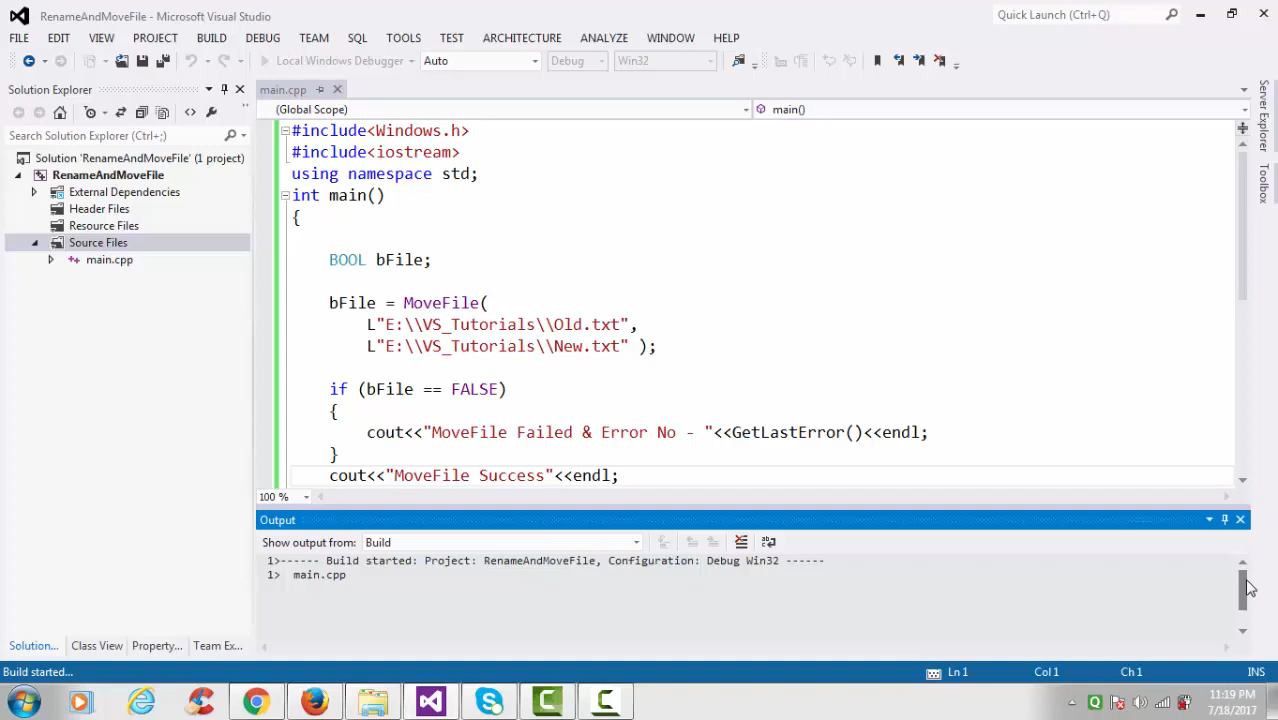 RenameAndMoveFile - Microsoft Visual Studio
Quick Launch (Ctrl+Q)
FILE EDIT VIEW PROJECT BUILD DEBUG TEAM SQL TOOLS TEST ARCHITECTURE ANALYZE WINDOW HELP
Local Windows Debugger Auto Debug Win32
Solution Explorer
main.cpp
(Global Scope) main()
Search Solution Explorer (Ctrl+;)
Solution 'RenameAndMoveFile' (1 project)
RenameAndMoveFile
External Dependencies
Header Files
Resource Files
Source Files
main.cpp
#include<Windows.h>
#include<iostream>
using namespace std;
int main()
{
BOOL bFile;
bFile = MoveFile(
L"E:\\VS_Tutorials\\Old.txt",
L"E:\\VS_Tutorials\\New.txt" );
if (bFile == FALSE)
{
cout<<"MoveFile Failed & Error No - "<<GetLastError()<<endl;
}
cout<<"MoveFile Success"<<endl;
100 %
Output
Show output from: Build
1>------ Build started: Project: RenameAndMoveFile, Configuration: Debug Win32 ------
1> main.cpp
Solution... Class View Property... Team Ex...
Server Explorer
Toolbox
Build started... Ln 1 Col 1 Ch 1 INS
11:19 PM
7/18/2017